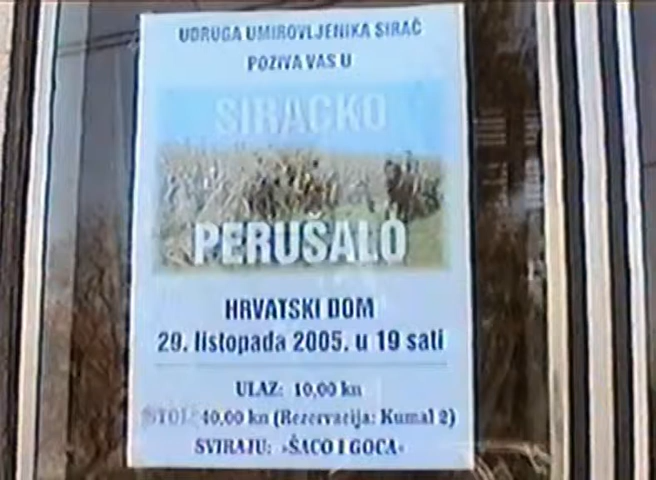 UDRUGA UMIROVLJENIKA SIRAČ
POZIVA VAS U
SIRAČKO
PERUŠALO
HRVATSKI DOM
29. listopada 2005. u 19 sati
ULAZ: 10,00 kn
STOL: 40,00 kn (Rezervacija: Kumal 2)
SVIRAJU: »ŠACO I GOCA«